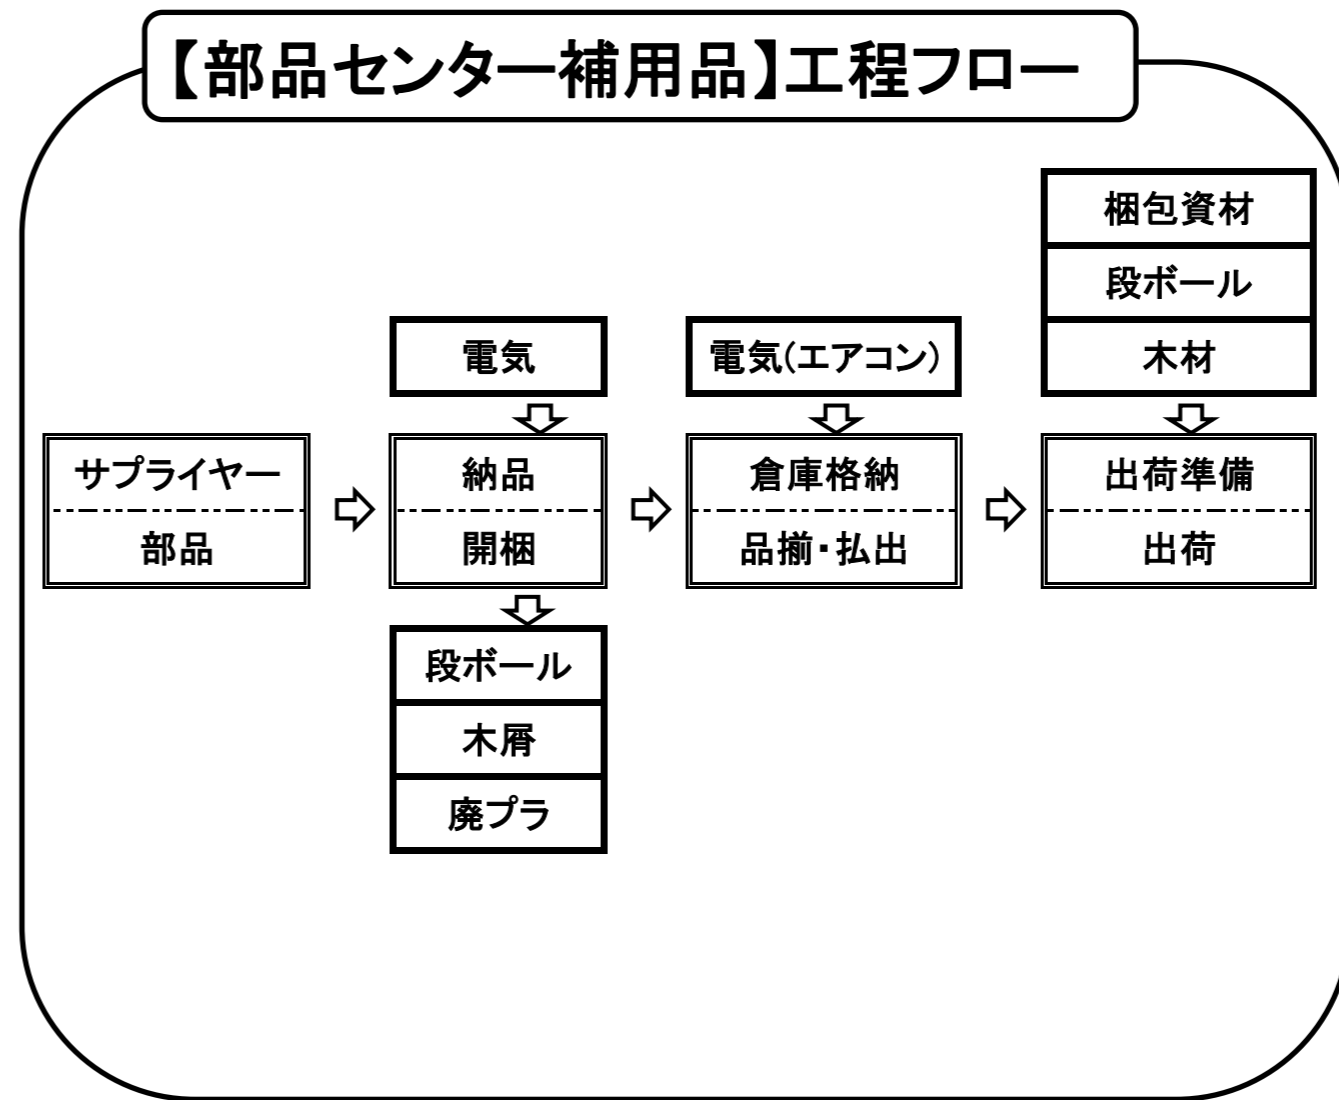 【部品センター補用品】工程フロー
梱包資材
段ボール
木材
電気
電気(エアコン)
サプライヤー
部品
納品
開梱
倉庫格納
品揃・払出
出荷準備
出荷
段ボール
木屑
廃プラ